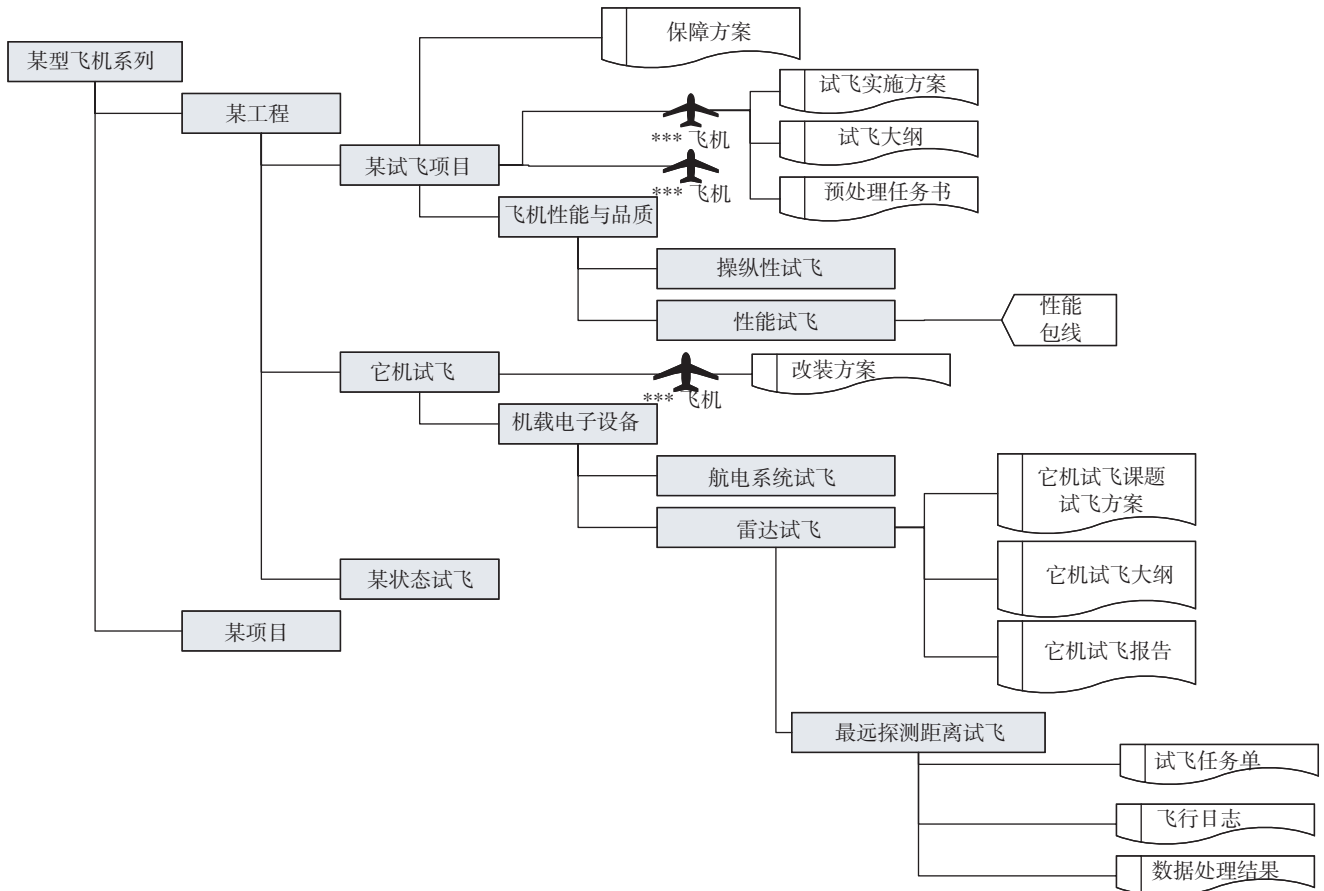 保障方案
某型飞机系列
试飞实施方案
某工程
*** 飞机
试飞大纲
某试飞项目
*** 飞机
预处理任务书
飞机性能与品质
操纵性试飞
性能试飞
性能
包线
它机试飞
改装方案
*** 飞机
机载电子设备
航电系统试飞
它机试飞课题
试飞方案
雷达试飞
它机试飞大纲
某状态试飞
某项目
它机试飞报告
最远探测距离试飞
试飞任务单
飞行日志
数据处理结果